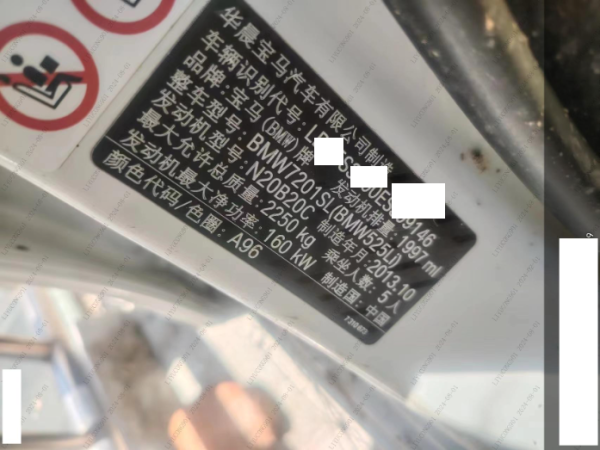 华晨宝马汽车有限公司制造
车辆识别代号:
品牌: 宝马(BMW)牌 发动机排量: 1997 ml
整车型号: BMW7201SL(BMW525LI)
发动机型号: N20B20C 制造年月: 2013.10
最大允许总质量: 2250 kg 乘坐人数: 5 人
发动机最大净功率: 160 kW 制造国: 中国
颜色代码/色圈: A96